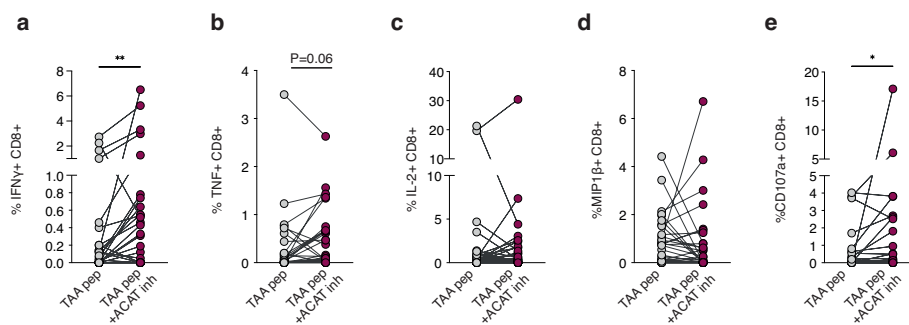 a
b
c
d
e
**
P=0.06
*
% IFNγ+ CD8+
8
6
4
2
1.0
0.8
0.6
0.4
0.2
0.0
TAA pep
TAA pep
+ACAT inh
% TNF+ CD8+
4
3
2
1
0
TAA pep
TAA pep
+ACAT inh
% IL-2+ CD8+
40
30
20
10
10
5
0
TAA pep
TAA pep
+ACAT inh
%MIP1β+ CD8+
8
6
4
2
0
TAA pep
TAA pep
+ACAT inh
%CD107a+ CD8+
20
15
10
5
5
4
3
2
1
0
TAA pep
TAA pep
+ACAT inh